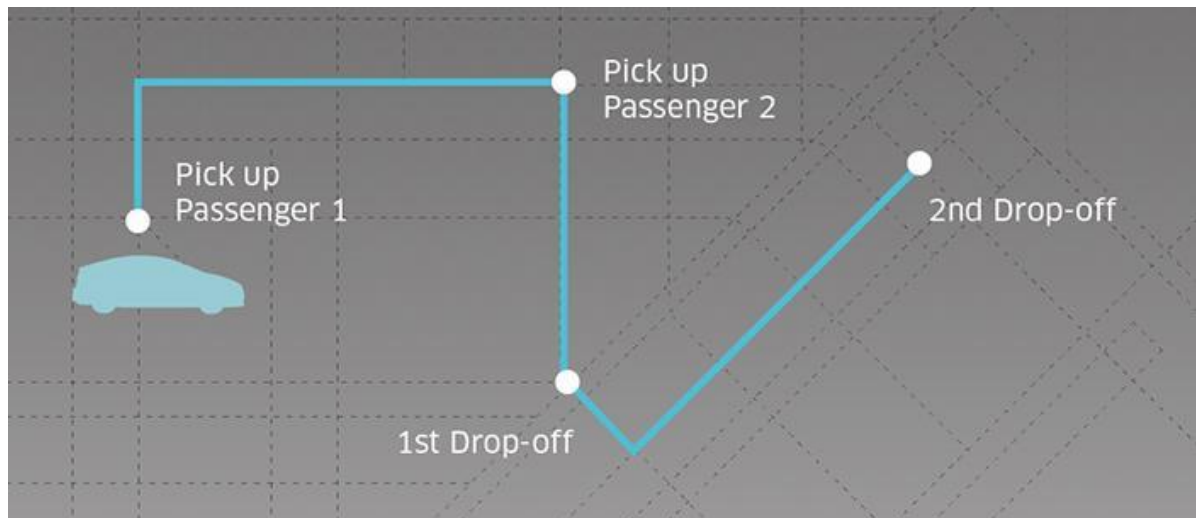 Pick up
Passenger 1
Pick up
Passenger 2
1st Drop-off
2nd Drop-off